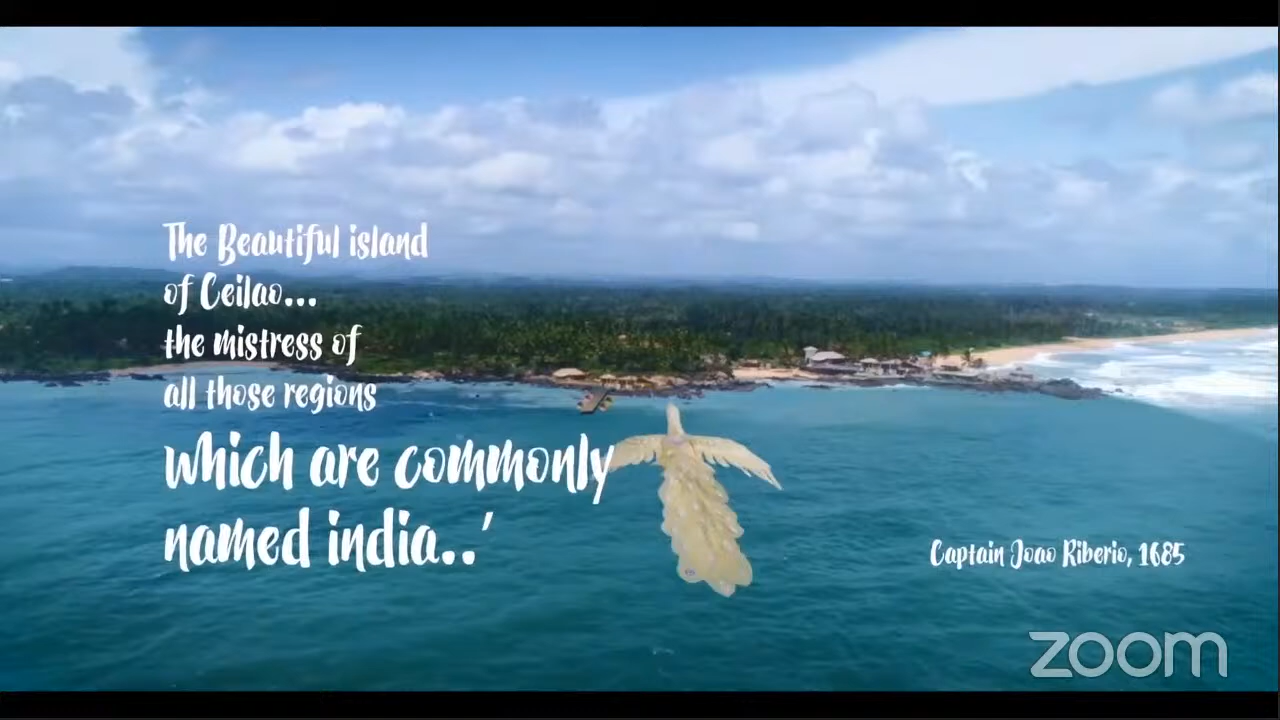 The Beautiful island
of Ceilao...
the mistress of
all those regions
which are commonly
named india..'
Captain Joao Riberio, 1685
zoom